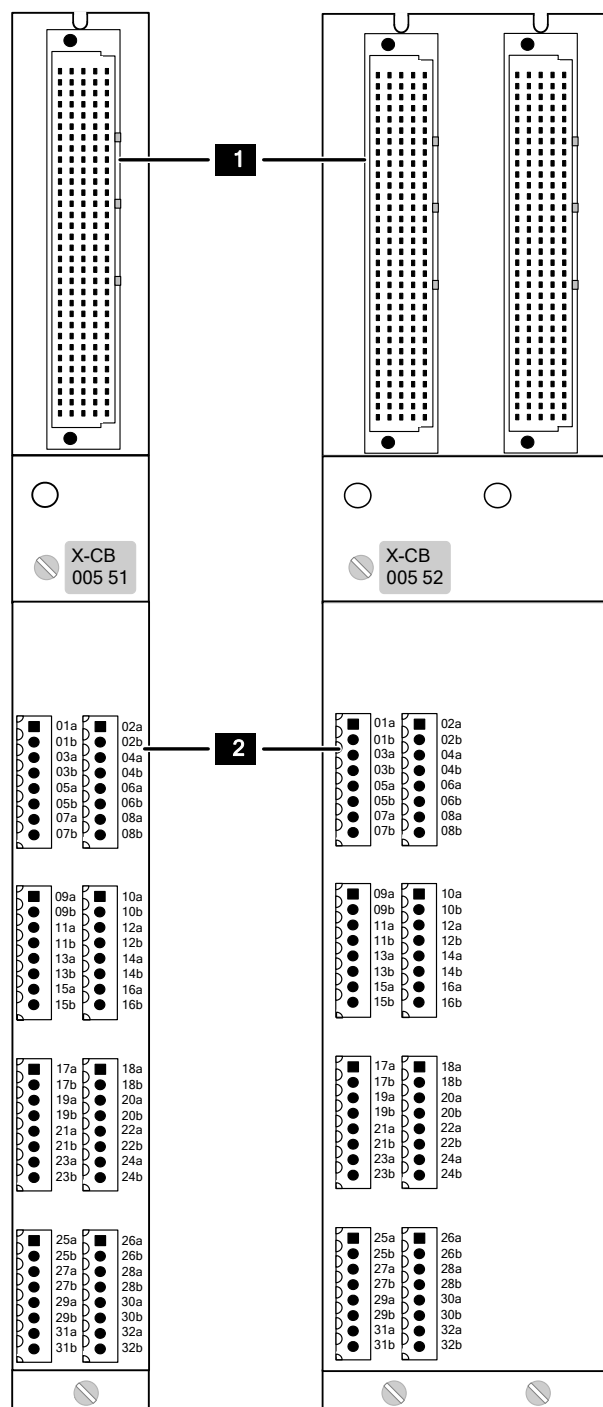 1
X-CB
005 51
X-CB
005 52
2
01a 02a
01b 02b
03a 04a
03b 04b
05a 06a
05b 06b
07a 08a
07b 08b
09a 10a
09b 10b
11a 12a
11b 12b
13a 14a
13b 14b
15a 16a
15b 16b
17a 18a
17b 18b
19a 20a
19b 20b
21a 22a
21b 22b
23a 24a
23b 24b
25a 26a
25b 26b
27a 28a
27b 28b
29a 30a
29b 30b
31a 32a
31b 32b
01a 02a
01b 02b
03a 04a
03b 04b
05a 06a
05b 06b
07a 08a
07b 08b
09a 10a
09b 10b
11a 12a
11b 12b
13a 14a
13b 14b
15a 16a
15b 16b
17a 18a
17b 18b
19a 20a
19b 20b
21a 22a
21b 22b
23a 24a
23b 24b
25a 26a
25b 26b
27a 28a
27b 28b
29a 30a
29b 30b
31a 32a
31b 32b